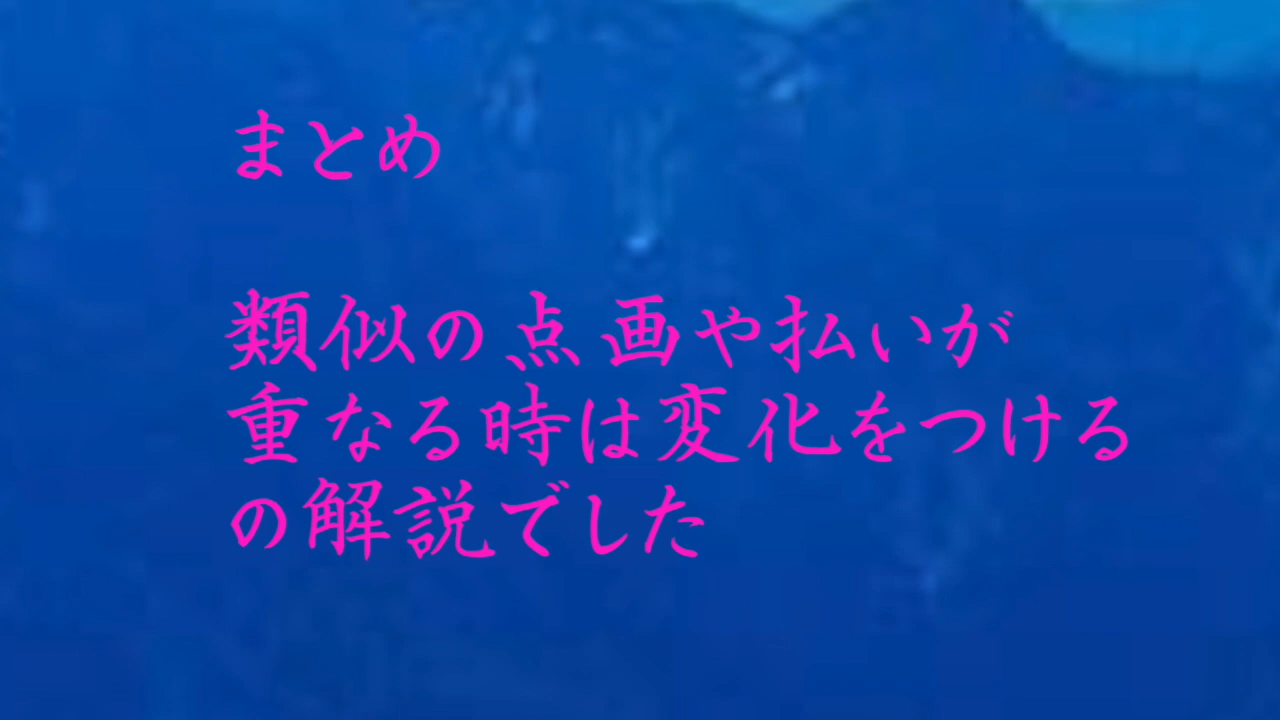 まとめ
類似の点画や払いが
重なる時は変化をつける
の解説でした